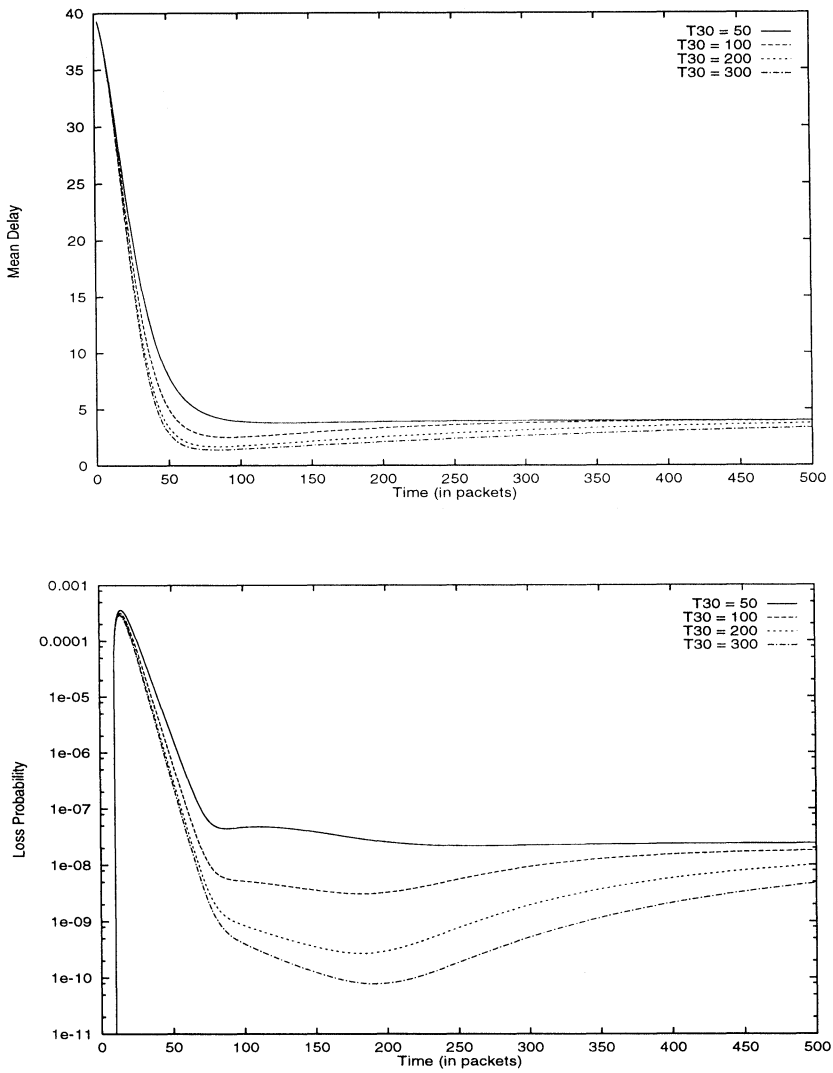 40
35
30
25
20
15
10
5
0
Mean Delay
T30 = 50
T30 = 100
T30 = 200
T30 = 300
0 50 100 150 200 250 300 350 400 450 500
Time (in packets)
0.001
0.0001
1e-05
1e-06
1e-07
1e-08
1e-09
1e-10
1e-11
Loss Probability
T30 = 50
T30 = 100
T30 = 200
T30 = 300
0 50 100 150 200 250 300 350 400 450 500
Time (in packets)